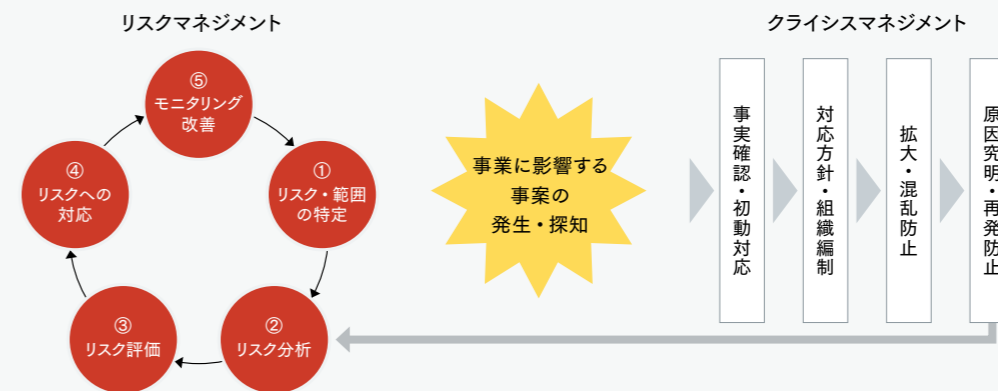 リスクマネジメント
クライシスマネジメント
⑤
モニタリング
改善
①
リスク・範囲
の特定
②
リスク分析
③
リスク評価
④
リスクへの
対応
事業に影響する
事案の
発生・探知
事実確認・初動対応
対応方針・組織編制
拡大・混乱防止
原因究明・再発防止